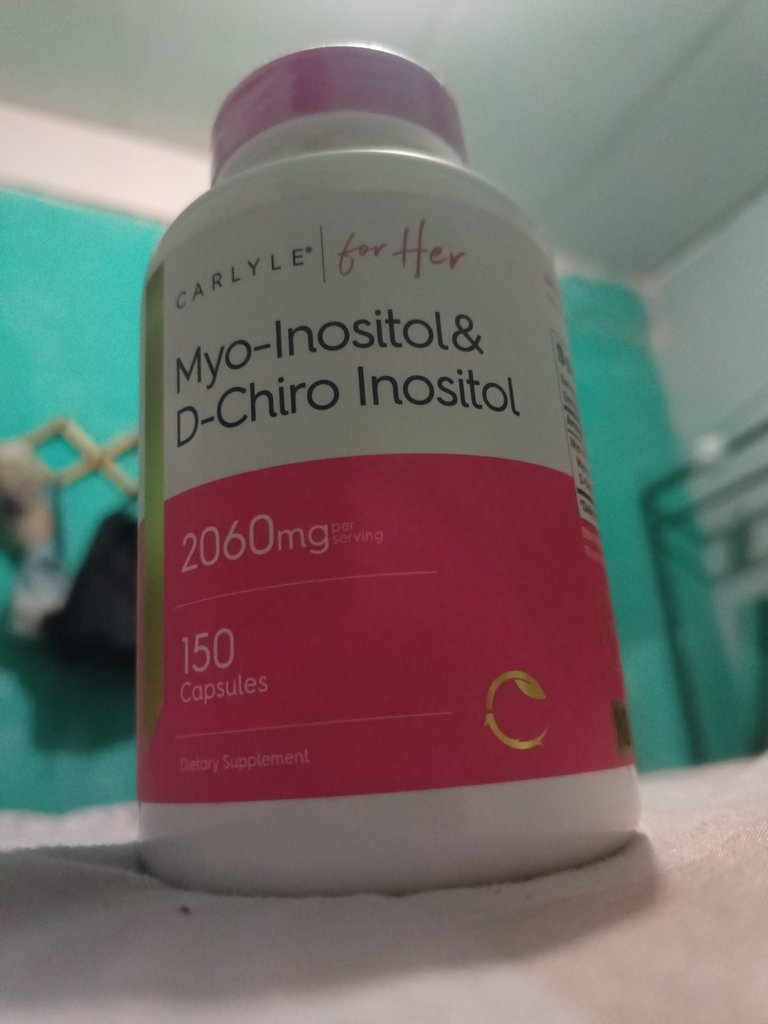 CARLYLE® | for Her
Myo-Inositol &
D-Chiro Inositol
2060mg per serving
150
Capsules
Dietary Supplement